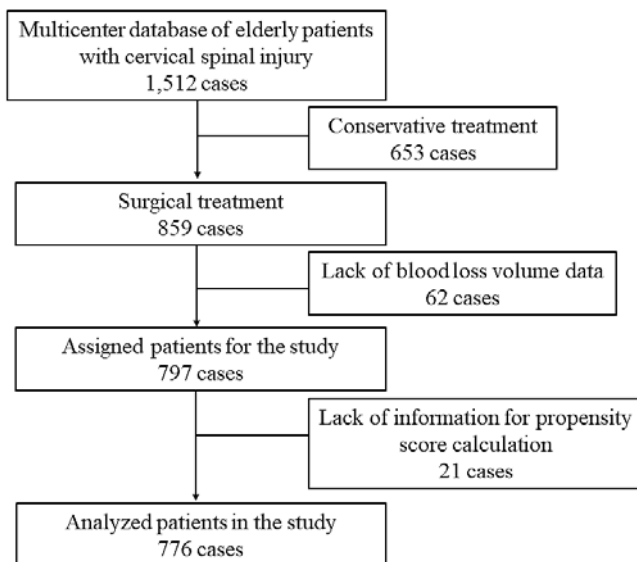 Multicenter database of elderly patients
with cervical spinal injury
1,512 cases
Conservative treatment
653 cases
Surgical treatment
859 cases
Lack of blood loss volume data
62 cases
Assigned patients for the study
797 cases
Lack of information for propensity
score calculation
21 cases
Analyzed patients in the study
776 cases